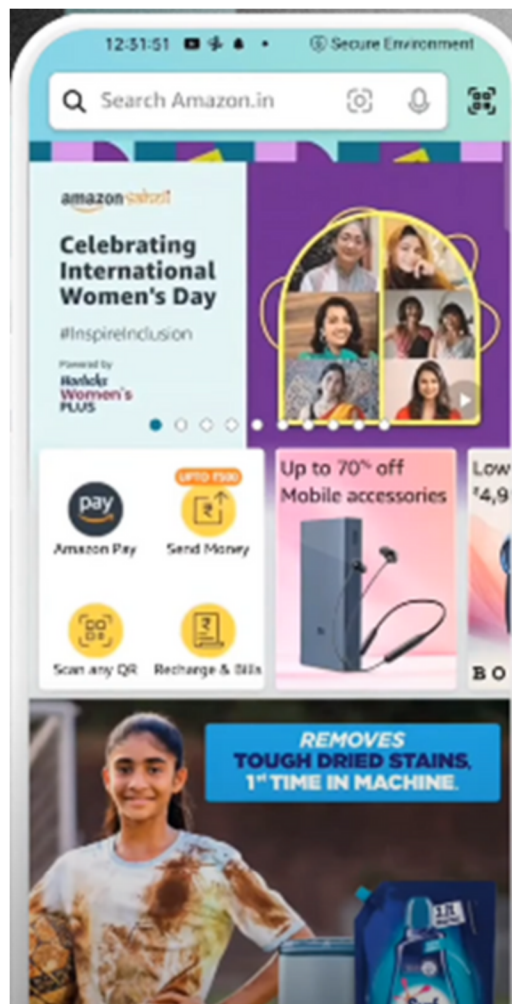 12:31:51
Secure Environment
Search Amazon.in
amazon saheli
Celebrating
International
Women's Day
#InspireInclusion
Powered by
Horlicks
Women's
PLUS
UPTO ₹500
pay
Amazon Pay
Send Money
Scan any QR
Recharge & Bills
Up to 70% off
Mobile accessories
Low
₹4,9
BO
REMOVES
TOUGH DRIED STAINS,
1st TIME IN MACHINE.